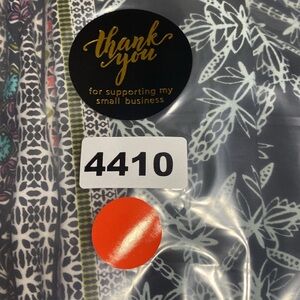 thank
you
for supporting my
small business
4410